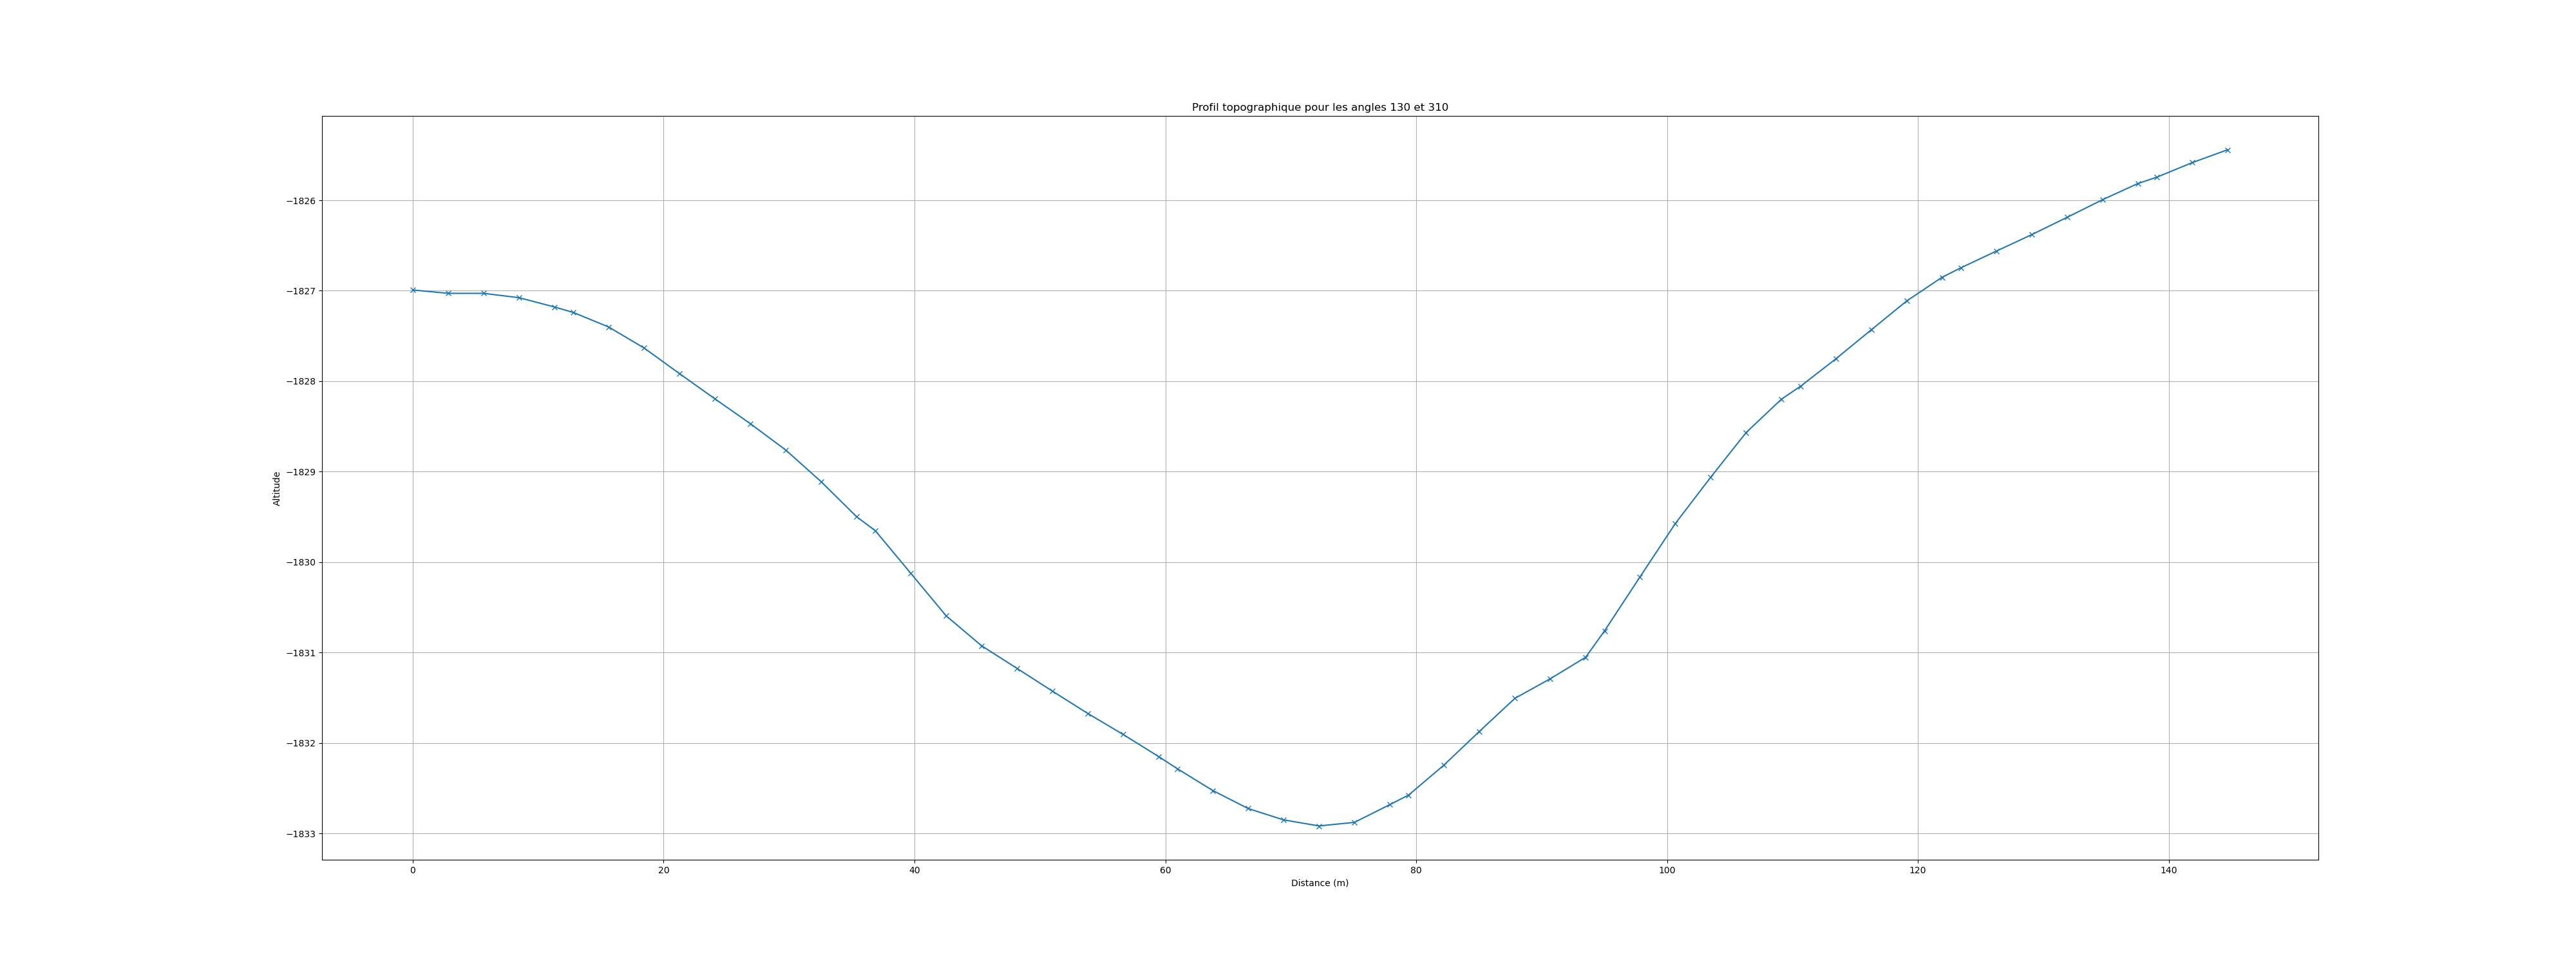 Profil topographique pour les angles 130 et 310
Altitude
−1826
−1827
−1828
−1829
−1830
−1831
−1832
−1833
0 20 40 60 80 100 120 140
Distance (m)